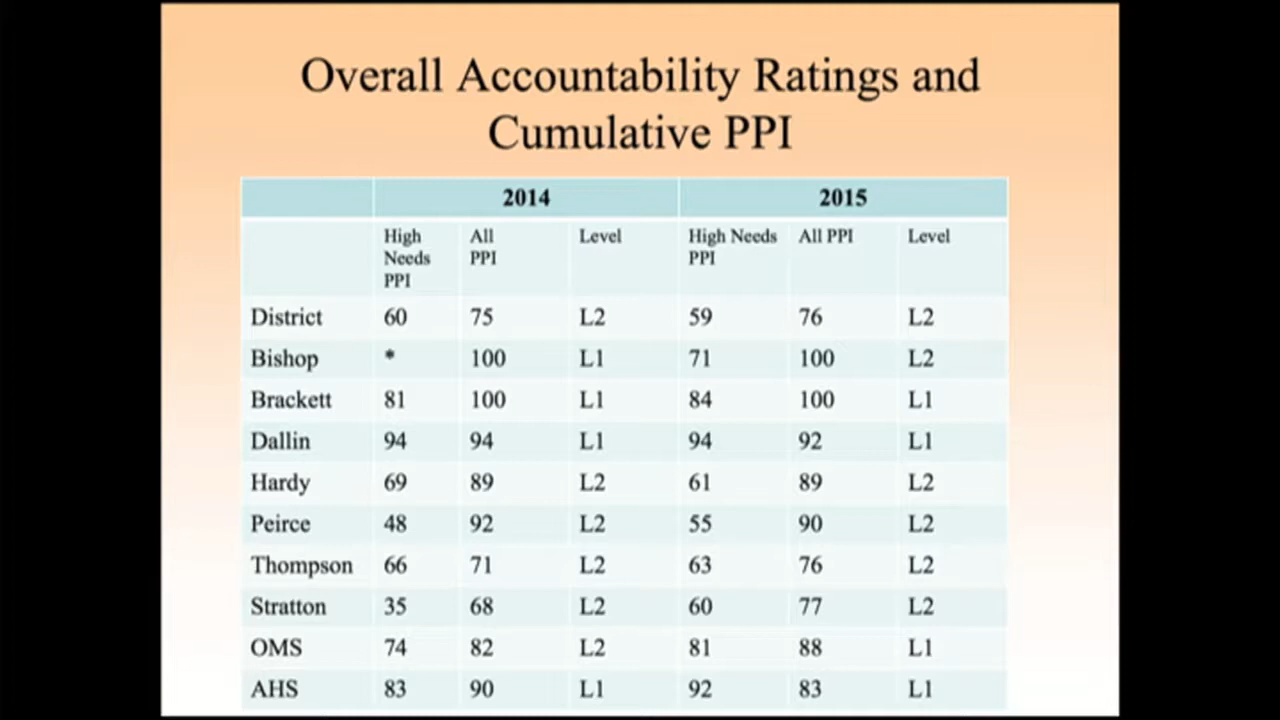 Overall Accountability Ratings and
Cumulative PPI
2014 2015
High Needs PPI All PPI Level High Needs PPI All PPI Level
District 60 75 L2 59 76 L2
Bishop * 100 L1 71 100 L2
Brackett 81 100 L1 84 100 L1
Dallin 94 94 L1 94 92 L1
Hardy 69 89 L2 61 89 L2
Peirce 48 92 L2 55 90 L2
Thompson 66 71 L2 63 76 L2
Stratton 35 68 L2 60 77 L2
OMS 74 82 L2 81 88 L1
AHS 83 90 L1 92 83 L1